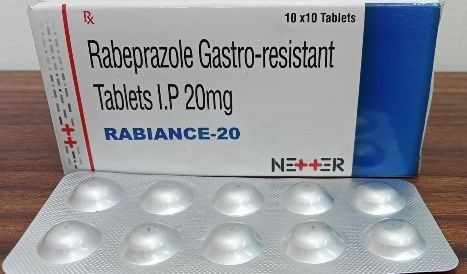 Rx
10 x10 Tablets
Rabeprazole Gastro-resistant
Tablets I.P 20mg
RABIANCE-20
NETTER